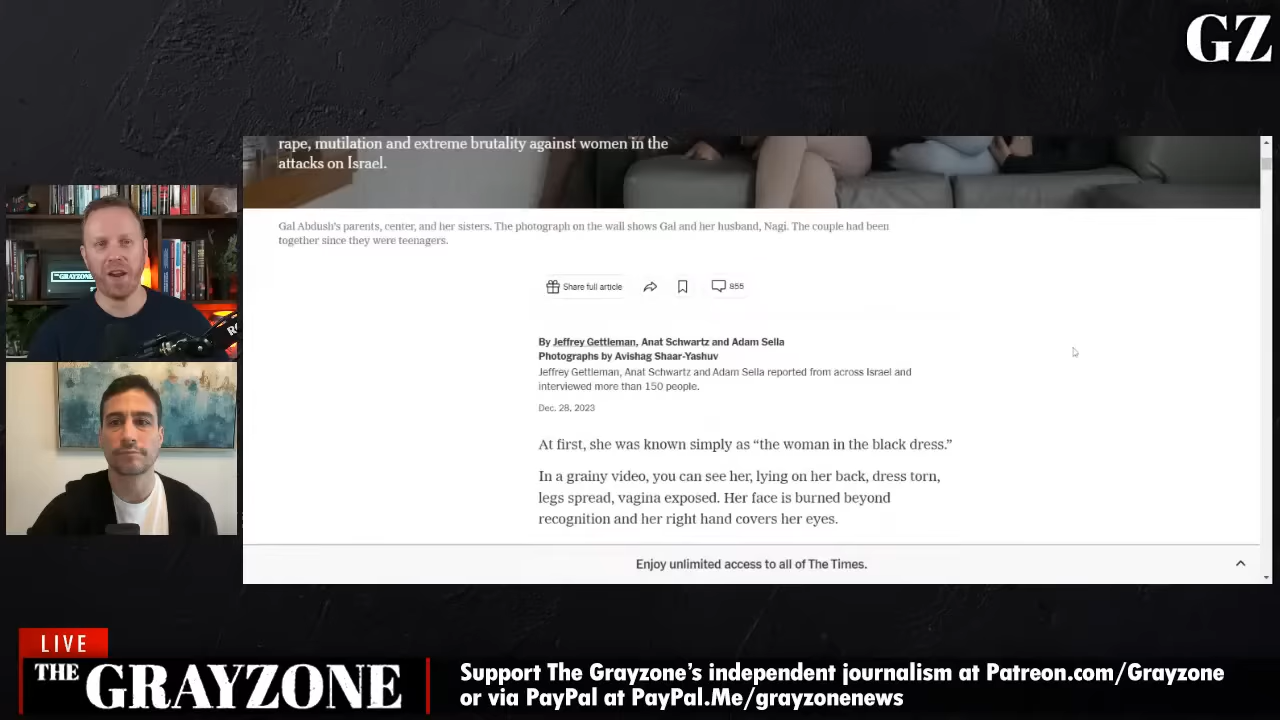 GZ
rape, mutilation and extreme brutality against women in the
attacks on Israel.
Gal Abdush's parents, center, and her sisters. The photograph on the wall shows Gal and her husband, Nagi. The couple had been
together since they were teenagers.
Share full article
855
By Jeffrey Gettleman, Anat Schwartz and Adam Sella
Photographs by Avishag Shaar-Yashuv
Jeffrey Gettleman, Anat Schwartz and Adam Sella reported from across Israel and
interviewed more than 150 people.
Dec. 28, 2023
At first, she was known simply as “the woman in the black dress.”
In a grainy video, you can see her, lying on her back, dress torn,
legs spread, vagina exposed. Her face is burned beyond
recognition and her right hand covers her eyes.
Enjoy unlimited access to all of The Times.
THE GRAYZONE
LIVE
THE GRAYZONE
Support The Grayzone's independent journalism at Patreon.com/Grayzone
or via PayPal at PayPal.Me/grayzonenews